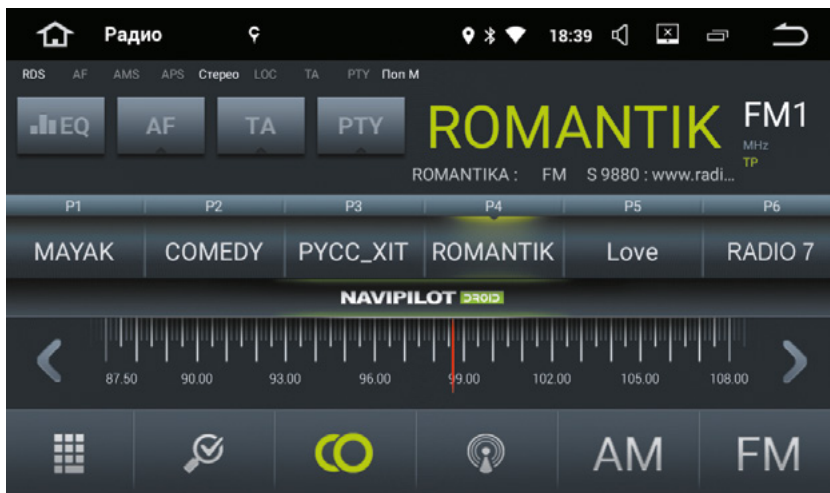 Радио 18:39
RDS AF AMS APS Стерео LOC TA PTY Поп М
EQ AF TA PTY ROMANTIK FM1
MHz
TP
ROMANTIKA : FM S 9880 : www.radi...
P1 P2 P3 P4 P5 P6
MAYAK COMEDY PYCC_XIT ROMANTIK Love RADIO 7
NAVIPILOT DROID
87.50 90.00 93.00 96.00 99.00 102.00 105.00 108.00
AM FM